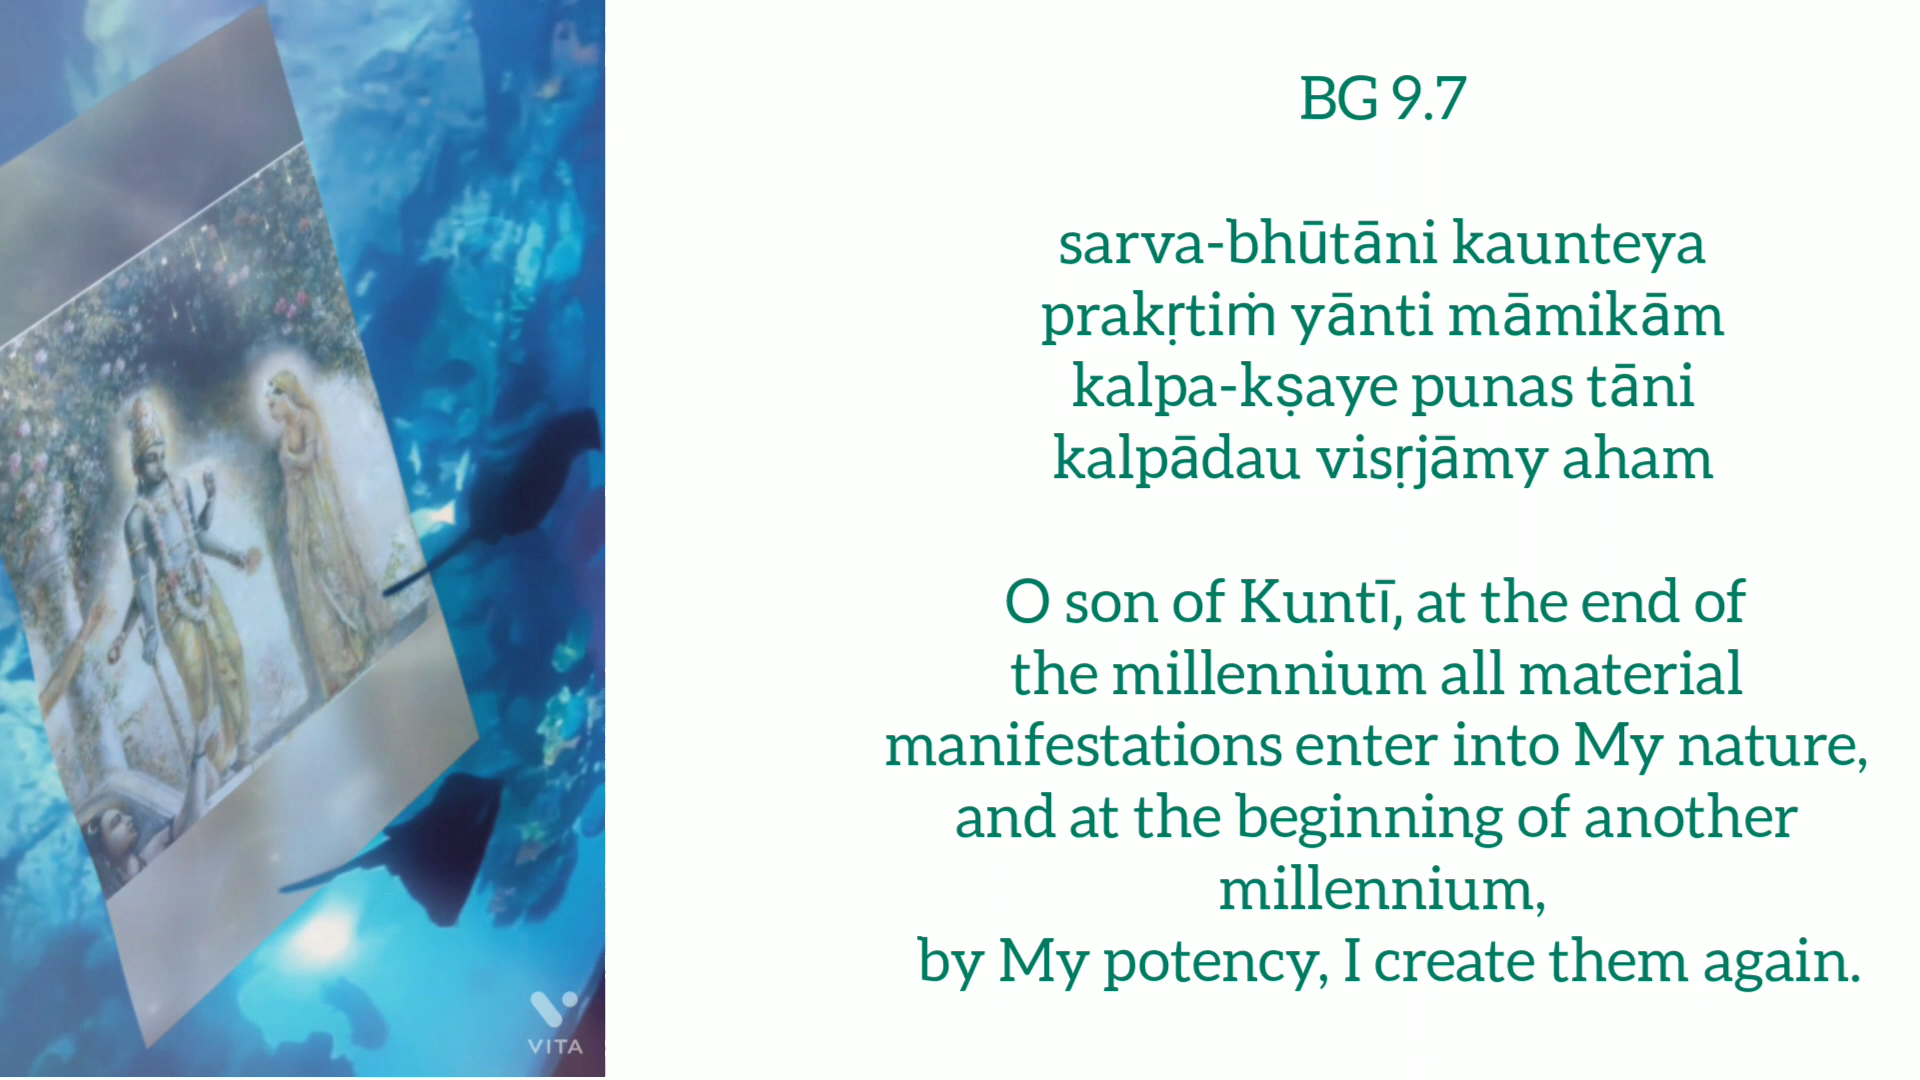 BG 9.7
sarva-bhūtāni kaunteya
prakṛtiṁ yānti māmikām
kalpa-kṣaye punas tāni
kalpādau visṛjāmy aham
O son of Kuntī, at the end of
the millennium all material
manifestations enter into My nature,
and at the beginning of another
millennium,
by My potency, I create them again.
VITA